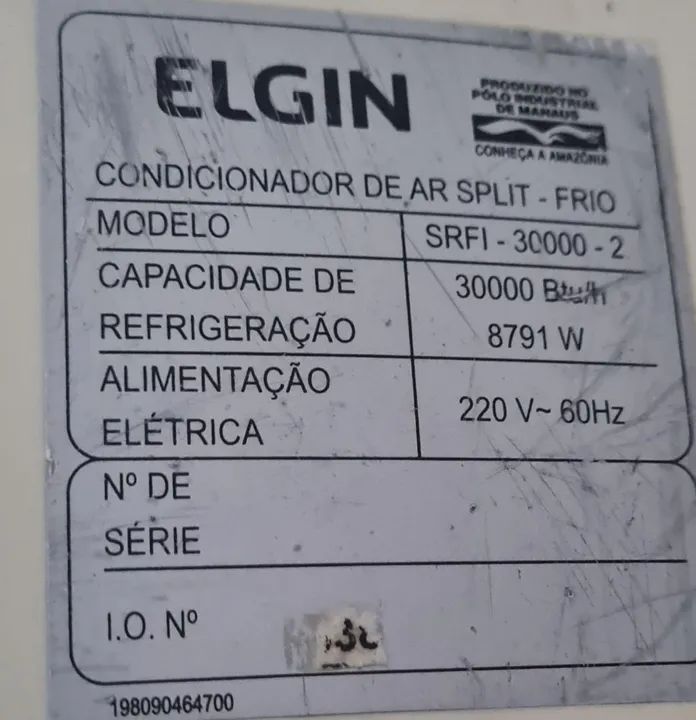 ELGIN
PRODUZIDO NO
PÓLO INDUSTRIAL
DE MANAUS
CONHEÇA A AMAZÔNIA
CONDICIONADOR DE AR SPLIT - FRIO
MODELO SRFI - 30000 - 2
CAPACIDADE DE REFRIGERAÇÃO 30000 Btu/h
8791 W
ALIMENTAÇÃO ELÉTRICA 220 V~ 60Hz
Nº DE
SÉRIE
I.O. Nº
198090464700